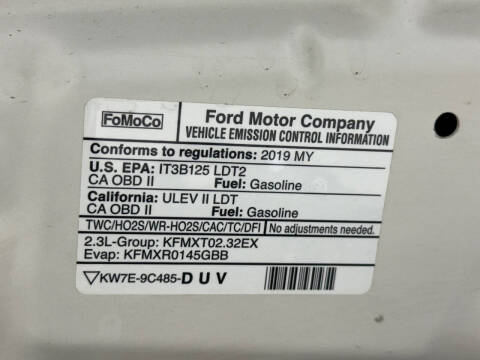 FoMoCo
Ford Motor Company
VEHICLE EMISSION CONTROL INFORMATION
Conforms to regulations: 2019 MY
U.S. EPA: IT3B125 LDT2
CA OBD II Fuel: Gasoline
California: ULEV II LDT
CA OBD II Fuel: Gasoline
TWC/HO2S/WR-HO2S/CAC/TC/DFI No adjustments needed.
2.3L-Group: KFMXT02.32EX
Evap: KFMXR0145GBB
KW7E-9C485-DUV